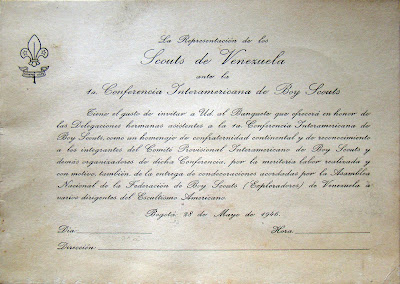 La Representación de los
Scouts de Venezuela
ante la
1a. Conferencia Interamericana de Boy Scouts
Tiene el gusto de invitar a Ud. al Banquete que ofrecerá en honor de
las Delegaciones hermanas asistentes a la 1a Conferencia Interamericana de
Boy Scouts, como un homenaje de confraternidad continental y de reconocimiento
a los integrantes del Comité Provisional Interamericano de Boy Scouts y
demás organizadores de dicha Conferencia, por la meritoria labor realizada y
con motivo, también, de la entrega de condecoraciones acordadas por la Asamblea
Nacional de la Federación de Boy Scouts (Exploradores) de Venezuela a
varios dirigentes del Escultismo Americano.
Bogotá, 28 de Mayo de 1946.
Día Hora
Dirección